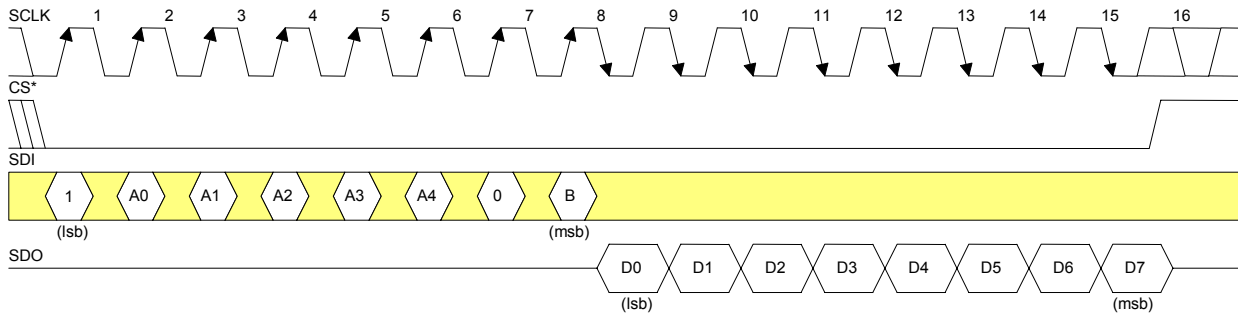 SCLK 1 2 3 4 5 6 7 8 9 10 11 12 13 14 15 16
CS*
SDI
1 A0 A1 A2 A3 A4 0 B
(lsb) (msb)
SDO
D0 D1 D2 D3 D4 D5 D6 D7
(lsb) (msb)